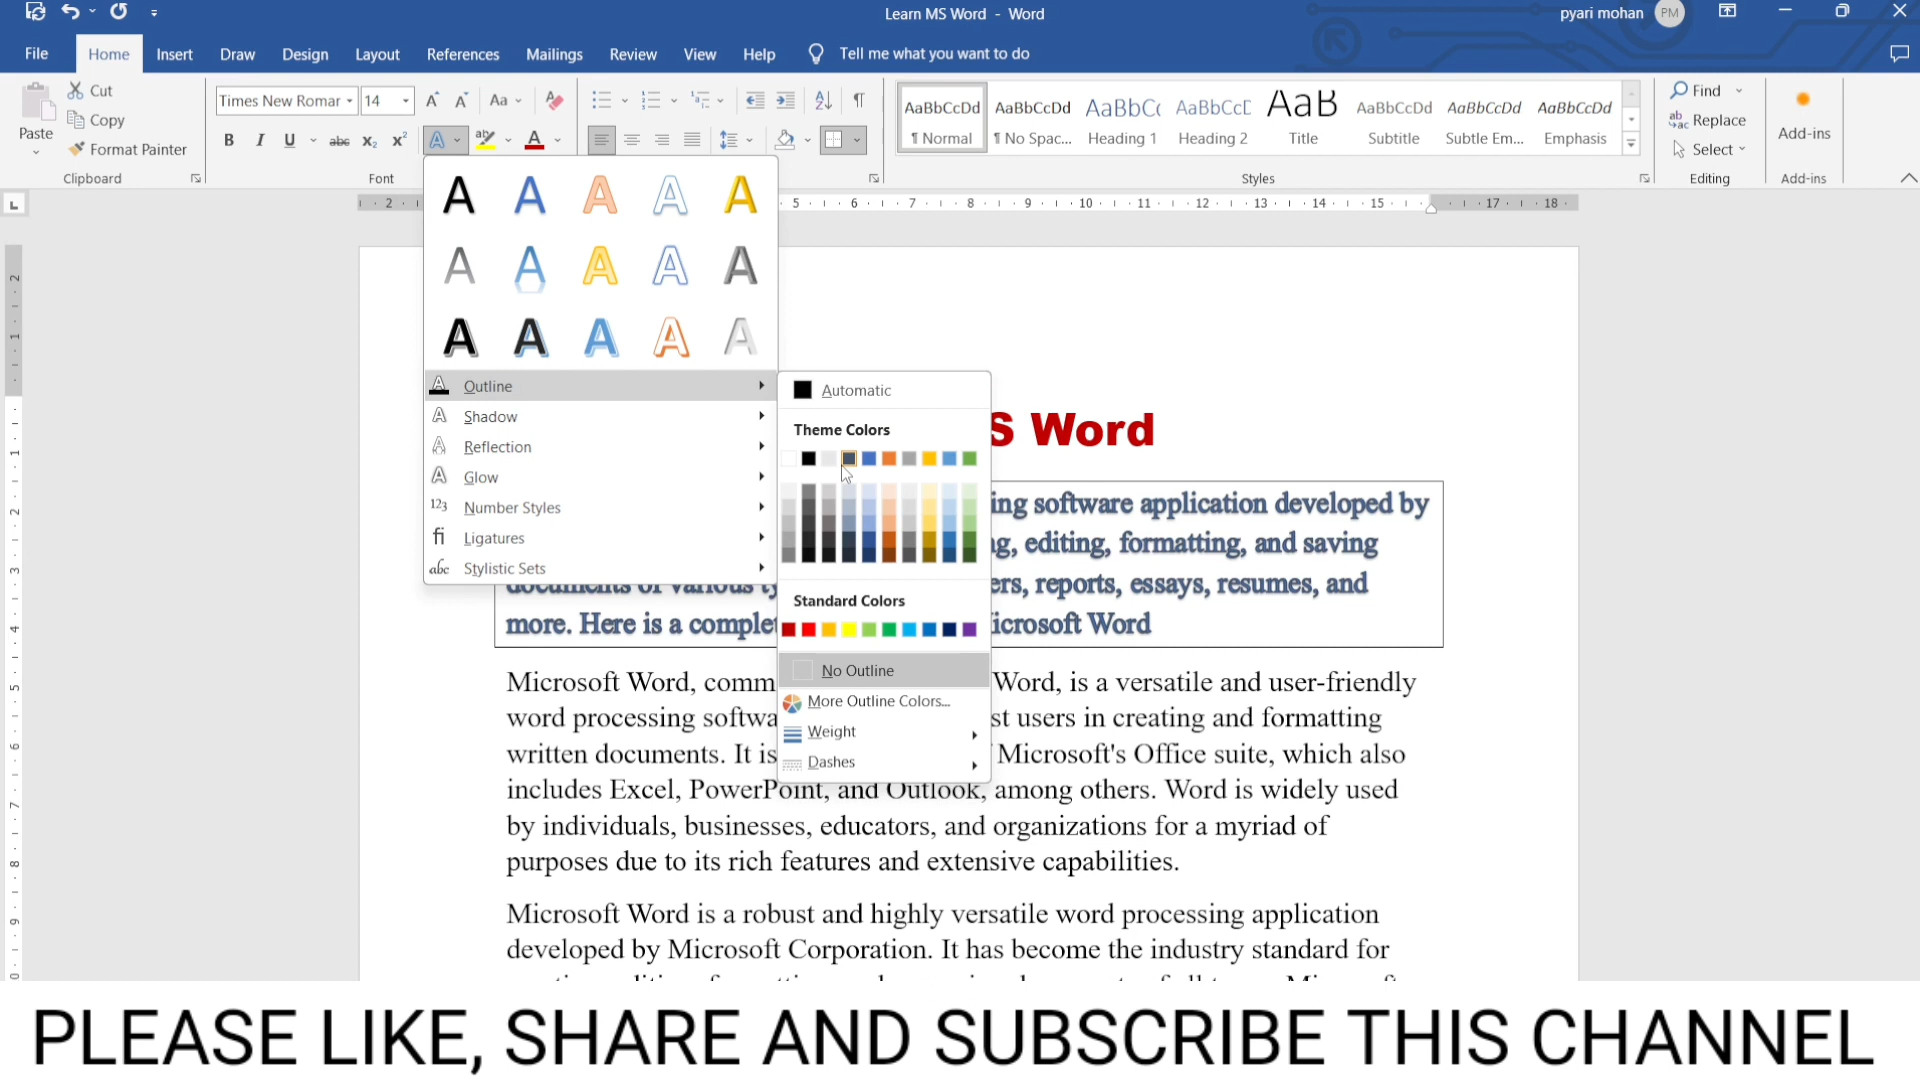 Learn MS Word - Word
pyari mohan PM
File Home Insert Draw Design Layout References Mailings Review View Help Tell me what you want to do
Paste
Cut
Copy
Format Painter
Clipboard
Times New Romar 14
Font
AaBbCcDd AaBbCcDd AaBbC( AaBbCcE AaB AaBbCcDd AaBbCcDd AaBbCcDd
¶ Normal ¶ No Spac... Heading 1 Heading 2 Title Subtitle Subtle Em... Emphasis
Styles
Find
Replace
Select
Editing
Add-ins
Add-ins
Outline
Shadow
Reflection
Glow
Number Styles
Ligatures
Stylistic Sets
Automatic
Theme Colors
Standard Colors
No Outline
More Outline Colors...
Weight
Dashes
S Word
ing software application developed by
g, editing, formatting, and saving
documents of various ty ers, reports, essays, resumes, and
more. Here is a complet icrosoft Word
Microsoft Word, comm Word, is a versatile and user-friendly
word processing softwa st users in creating and formatting
written documents. It is Microsoft's Office suite, which also
includes Excel, PowerPoint, and Outlook, among others. Word is widely used
by individuals, businesses, educators, and organizations for a myriad of
purposes due to its rich features and extensive capabilities.
Microsoft Word is a robust and highly versatile word processing application
developed by Microsoft Corporation. It has become the industry standard for
PLEASE LIKE, SHARE AND SUBSCRIBE THIS CHANNEL